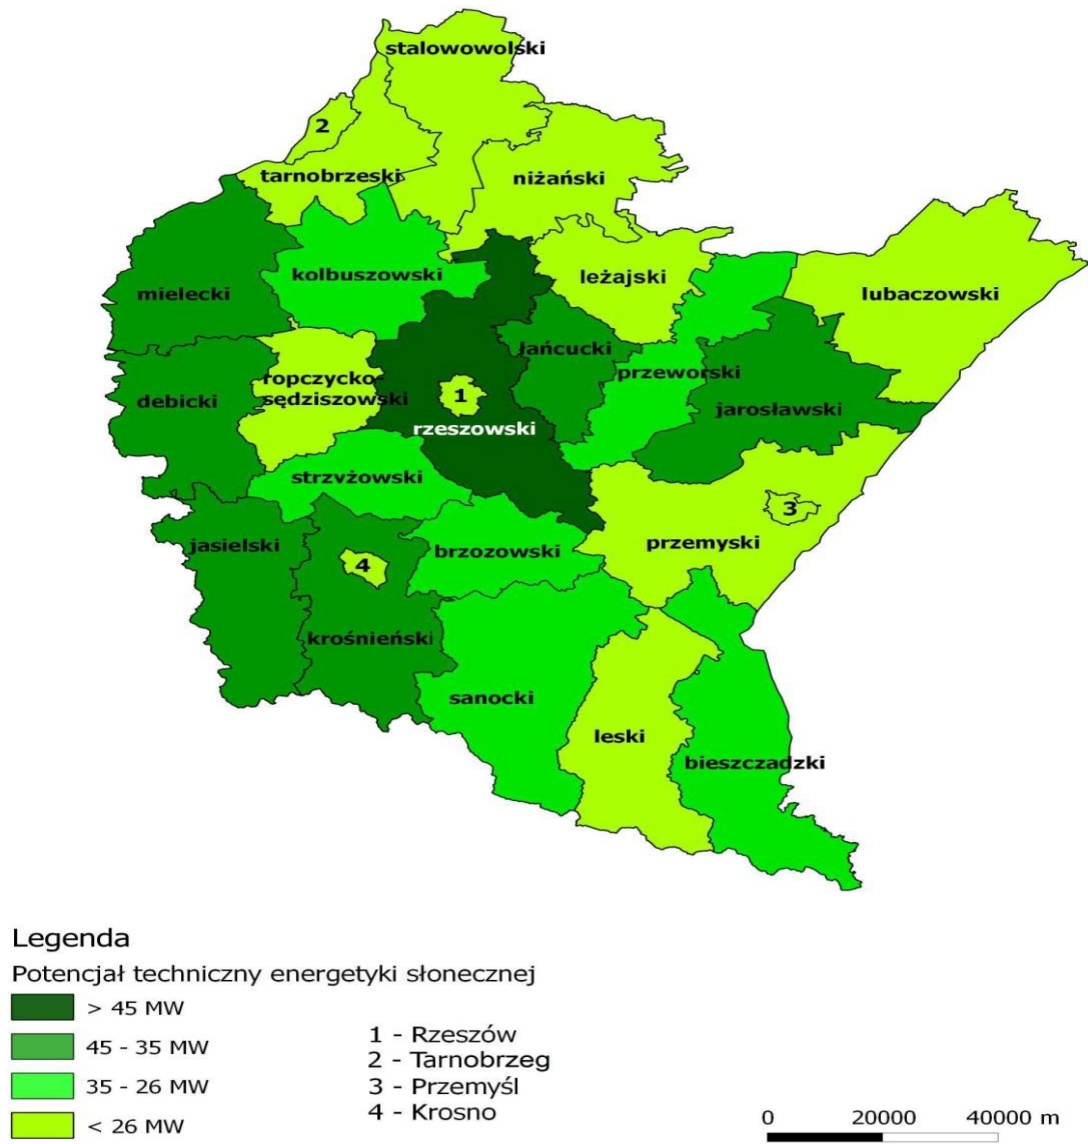 stalowowolski
2
tarnobrzeski
niżański
kolbuszowski
leżajski
mielecki
lubaczowski
łańcucki
ropczycko-
sędziszowski
przeworski
debicki
1
jarosławski
rzeszowski
strzyżowski
3
jasielski
brzozowski
przemyski
4
krośnieński
sanocki
leski
bieszczadzki
Legenda
Potencjał techniczny energetyki słonecznej
> 45 MW
45 - 35 MW
35 - 26 MW
< 26 MW
1 - Rzeszów
2 - Tarnobrzeg
3 - Przemyśl
4 - Krosno
0 20000 40000 m